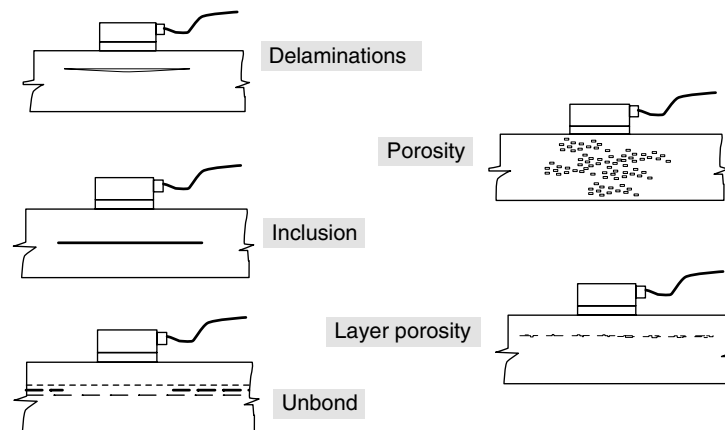 Delaminations
Porosity
Inclusion
Layer porosity
Unbond